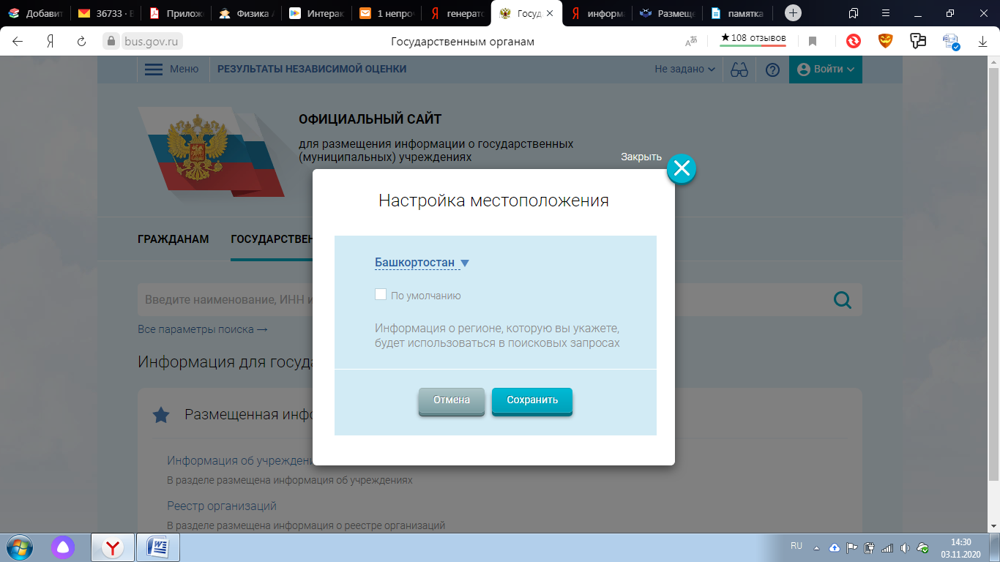 Добавит
36733 · В
Прилож
Физика А
Интерак
1 непроч
генерато
Госуд
информ
Размеще
памятка
bus.gov.ru
Государственным органам
★108 отзывов
Меню
РЕЗУЛЬТАТЫ НЕЗАВИСИМОЙ ОЦЕНКИ
Не задано
Войти
ОФИЦИАЛЬНЫЙ САЙТ
для размещения информации о государственных
(муниципальных) учреждениях
Закрыть
Настройка местоположения
ГРАЖДАНАМ
ГОСУДАРСТВЕН
Башкортостан
По умолчанию
Введите наименование, ИНН и
Все параметры поиска →
Информация о регионе, которую вы укажете,
будет использоваться в поисковых запросах
Информация для госуда
Отмена
Сохранить
Размещенная инфо
Информация об учреждени
В разделе размещена информация об учреждениях
Реестр организаций
В разделе размещена информация о реестре организаций
RU
14:30
03.11.2020